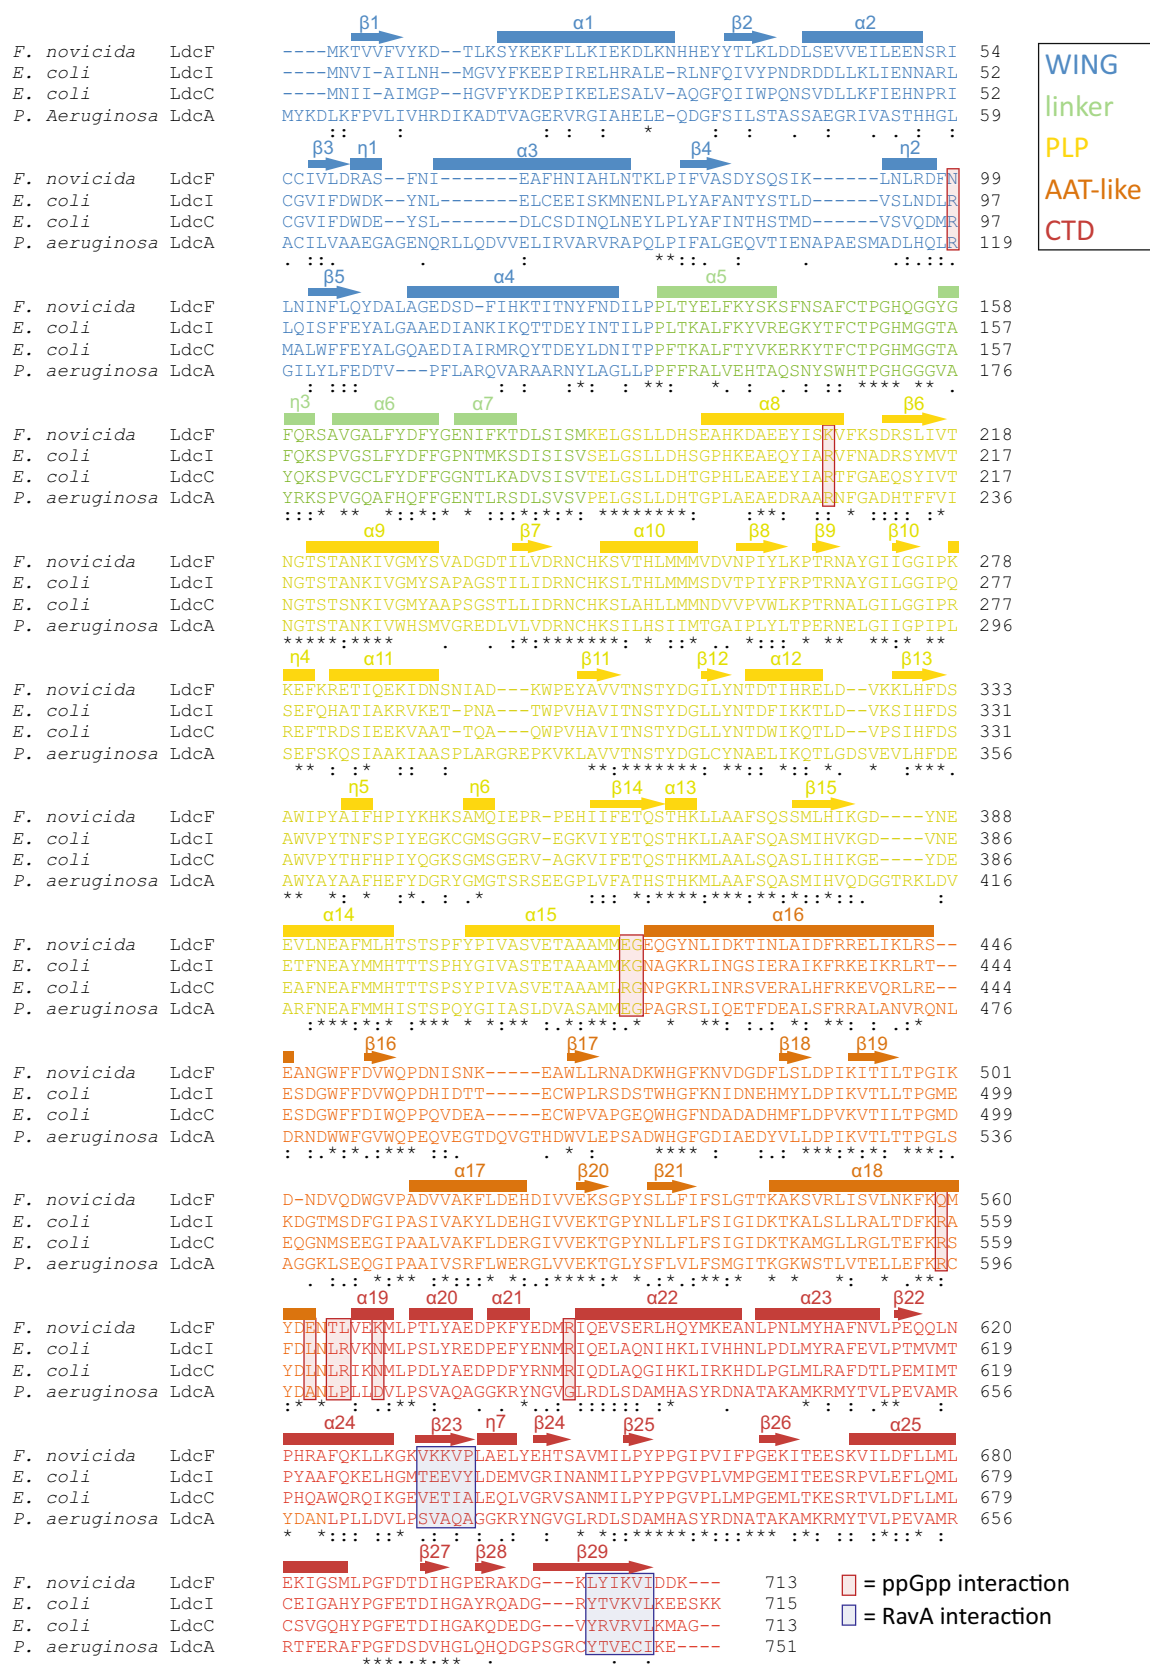 β1 α1 β2 α2
F. novicida LdcF ----MKTVVFVYKD--TLKSYKEKFLLKIEKDLKNHHEYYTLKLDDLSEVVEILEENSRI 54
E. coli LdcI ----MNVI-AILNH--MGVYFKEEPIRELHRALE-RLNFQIVYPNDRDDLLKLIENNARL 52
E. coli LdcC ----MNII-AIMGP--HGVFYKDEPIKELESALV-AQGFQIIWPQNSVDLLKFIEHNPRI 52
P. Aeruginosa LdcA MYKDLKFPVLIVHRDIKADTVAGERVRGIAHELE-QDGFSILSTASSAEGRIVASTHHGL 59
WING
linker
PLP
AAT-like
CTD
β3 η1 α3 β4 η2
F. novicida LdcF CCIVLDRAS--FNI-------EAFHNIAHLNTKLPIFVASDYSQSIK------LNLRDFN 99
E. coli LdcI CGVIFDWDK--YNL-------ELCEEISKMNENLPLYAFANTYSTLD------VSLNDLR 97
E. coli LdcC CGVIFDWDE--YSL-------DLCSDINQLNEYLPLYAFINTHSTMD------VSVQDMR 97
P. aeruginosa LdcA ACILVAAEGAGENQRLLQDVVELIRVARVRAPQLPIFALGEQVTIENAPAESMADLHQLR 119
β5 α4 α5
F. novicida LdcF LNINFLQYDALAGEDSD-FIHKTITNYFNDILPPLTYELFKYSKSFNSAFCTPGHQGGYG 158
E. coli LdcI LQISFFEYALGAAEDIANKIKQTTDEYINTILPPLTKALFKYVREGKYTFCTPGHMGGTA 157
E. coli LdcC MALWFFEYALGQAEDIAIRMRQYTDEYLDNITPPFTKALFTYVKERKYTFCTPGHMGGTA 157
P. aeruginosa LdcA GILYLFEDTV---PFLARQVARAARNYLAGLLPPFFRALVEHTAQSNYSWHTPGHGGGVA 176
η3 α6 α7 α8 β6
F. novicida LdcF FQRSAVGALFYDFYGENIFKTDLSISMKELGSLLDHSEAHKDAEEYISKVFKSDRSLIVT 218
E. coli LdcI FQKSPVGSLFYDFFGPNTMKSDISISVSELGSLLDHSGPHKEAEQYIARVFNADRSYMVT 217
E. coli LdcC YQKSPVGCLFYDFFGGNTLKADVSISVTELGSLLDHTGPHLEAEEYIARTFGAEQSYIVT 217
P. aeruginosa LdcA YRKSPVGQAFHQFFGENTLRSDLSVSVPELGSLLDHTGPLAEAEDRAARNFGADHTFFVI 236
α9 β7 α10 β8 β9 β10
F. novicida LdcF NGTSTANKIVGMYSVADGDTILVDRNCHKSVTHLMMMVDVNPIYLKPTRNAYGIIGGIPK 278
E. coli LdcI NGTSTANKIVGMYSAPAGSTILIDRNCHKSLTHLMMMSDVTPIYFRPTRNAYGILGGIPQ 277
E. coli LdcC NGTSTSNKIVGMYAAPSGSTLLIDRNCHKSLAHLLMMNDVVPVWLKPTRNALGILGGIPR 277
P. aeruginosa LdcA NGTSTANKIVWHSMVGREDLVLVDRNCHKSILHSIIMTGAIPLYLTPERNELGIIGPIPL 296
η4 α11 β11 β12 α12 β13
F. novicida LdcF KEFKRETIQEKIDNSNIAD---KWPEYAVVTNSTYDGILYNTDTIHRELD--VKKLHFDS 333
E. coli LdcI SEFQHATIAKRVKET-PNA---TWPVHAVITNSTYDGLLYNTDFIKKTLD--VKSIHFDS 331
E. coli LdcC REFTRDSIEEKVAAT-TQA---QWPVHAVITNSTYDGLLYNTDWIKQTLD--VPSIHFDS 331
P. aeruginosa LdcA SEFSKQSIAAKIAASPLARGREPKVKLAVVTNSTYDGLCYNAELIKQTLGDSVEVLHFDE 356
η5 η6 β14 α13 β15
F. novicida LdcF AWIPYAIFHPIYKHKSAMQIEPR-PEHIIFETQSTHKLLAAFSQSSMLHIKGD----YNE 388
E. coli LdcI AWVPYTNFSPIYEGKCGMSGGRV-EGKVIYETQSTHKLLAAFSQASMIHVKGD----VNE 386
E. coli LdcC AWVPYTHFHPIYQGKSGMSGERV-AGKVIFETQSTHKMLAALSQASLIHIKGE----YDE 386
P. aeruginosa LdcA AWYAYAAFHEFYDGRYGMGTSRSEEGPLVFATHSTHKMLAAFSQASMIHVQDGGTRKLDV 416
α14 α15 α16
F. novicida LdcF EVLNEAFMLHTSTSPFYPIVASVETAAAMMEGEQGYNLIDKTINLAIDFRRELIKLRS-- 446
E. coli LdcI ETFNEAYMMHTTTSPHYGIVASTETAAAMMKGNAGKRLINGSIERAIKFRKEIKRLRT-- 444
E. coli LdcC EAFNEAFMMHTTTSPSYPIVASVETAAAMLRGNPGKRLINRSVERALHFRKEVQRLRE-- 444
P. aeruginosa LdcA ARFNEAFMMHISTSPQYGIIASLDVASAMMEGPAGRSLIQETFDEALSFRRALANVRQNL 476
β16 β17 β18 β19
F. novicida LdcF EANGWFFDVWQPDNISNK-----EAWLLRNADKWHGFKNVDGDFLSLDPIKITILTPGIK 501
E. coli LdcI ESDGWFFDVWQPDHIDTT-----ECWPLRSDSTWHGFKNIDNEHMYLDPIKVTLLTPGME 499
E. coli LdcC ESDGWFFDIWQPPQVDEA-----ECWPVAPGEQWHGFNDADADHMFLDPVKVTILTPGMD 499
P. aeruginosa LdcA DRNDWWFGVWQPEQVEGTDQVGTHDWVLEPSADWHGFGDIAEDYVLLDPIKVTLTTPGLS 536
α17 β20 β21 α18
F. novicida LdcF D-NDVQDWGVPADVVAKFLDEHDIVVEKSGPYSLLFIFSLGTTKAKSVRLISVLNKFKQM 560
E. coli LdcI KDGTMSDFGIPASIVAKYLDEHGIVVEKTGPYNLLFLFSIGIDKTKALSLLRALTDFKRA 559
E. coli LdcC EQGNMSEEGIPAALVAKFLDERGIVVEKTGPYNLLFLFSIGIDKTKAMGLLRGLTEFKRS 559
P. aeruginosa LdcA AGGKLSEQGIPAAIVSRFLWERGLVVEKTGLYSFLVLFSMGITKGKWSTLVTELLEFKRC 596
α19 α20 α21 α22 α23 β22
F. novicida LdcF YDENTLVEKMLPTLYAEDPKFYEDMRIQEVSERLHQYMKEANLPNLMYHAFNVLPEQQLN 620
E. coli LdcI FDLNLRVKNMLPSLYREDPEFYENMRIQELAQNIHKLIVHHNLPDLMYRAFEVLPTMVMT 619
E. coli LdcC YDLNLRIKNMLPDLYAEDPDFYRNMRIQDLAQGIHKLIRKHDLPGLMLRAFDTLPEMIMT 619
P. aeruginosa LdcA YDANLPLLDVLPSVAQAGGKRYNGVGLRDLSDAMHASYRDNATAKAMKRMYTVLPEVAMR 656
α24 β23 η7 β24 β25 β26 α25
F. novicida LdcF PHRAFQKLLKGKVKKVPLAELYEHTSAVMILPYPPGIPVIFPGEKITEESKVILDFLLML 680
E. coli LdcI PYAAFQKELHGMTEEVYLDEMVGRINANMILPYPPGVPLVMPGEMITEESRPVLEFLQML 679
E. coli LdcC PHQAWQRQIKGEVETIALEQLVGRVSANMILPYPPGVPLLMPGEMLTKESRTVLDFLLML 679
P. aeruginosa LdcA YDANLPLLDVLPSVAQAGGKRYNGVGLRDLSDAMHASYRDNATAKAMKRMYTVLPEVAMR 656
β27 β28 β29
F. novicida LdcF EKIGSMLPGFDTDIHGPERAKDG---KLYIKVIDDK--- 713
E. coli LdcI CEIGAHYPGFETDIHGAYRQADG---RYTVKVLKEESKK 715
E. coli LdcC CSVGQHYPGFETDIHGAKQDEDG---VYRVRVLKMAG-- 713
P. aeruginosa LdcA RTFERAFPGFDSDVHGLQHQDGPSGRCYTVECIKE---- 751
= ppGpp interaction
= RavA interaction